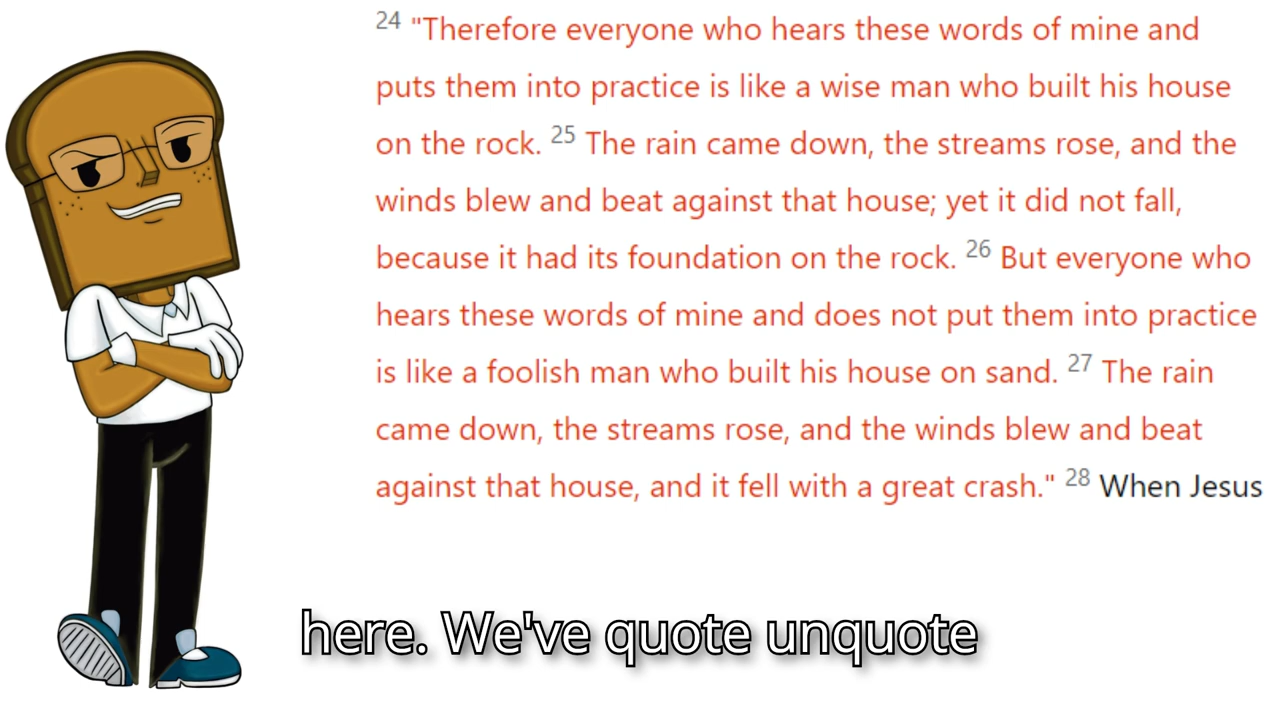 24 "Therefore everyone who hears these words of mine and
puts them into practice is like a wise man who built his house
on the rock. 25 The rain came down, the streams rose, and the
winds blew and beat against that house; yet it did not fall,
because it had its foundation on the rock. 26 But everyone who
hears these words of mine and does not put them into practice
is like a foolish man who built his house on sand. 27 The rain
came down, the streams rose, and the winds blew and beat
against that house, and it fell with a great crash." 28 When Jesus
here. We've quote unquote